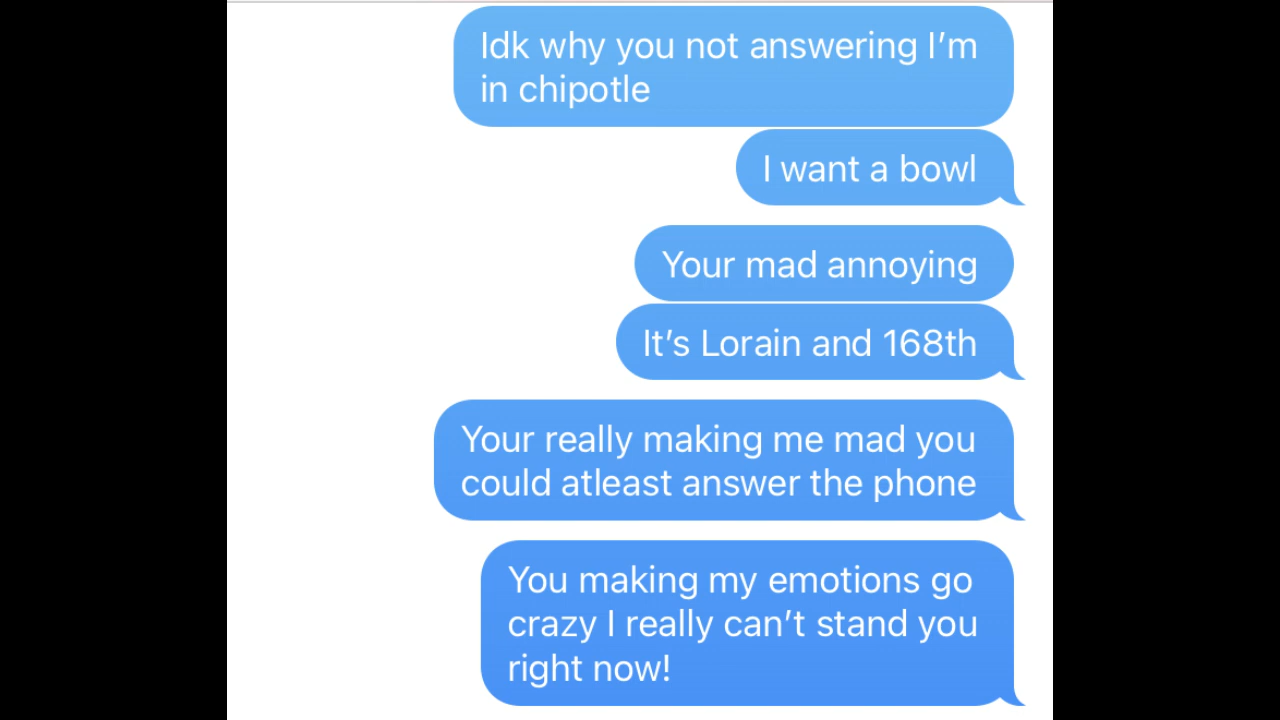 Idk why you not answering I’m
in chipotle
I want a bowl
Your mad annoying
It’s Lorain and 168th
Your really making me mad you
could atleast answer the phone
You making my emotions go
crazy I really can’t stand you
right now!